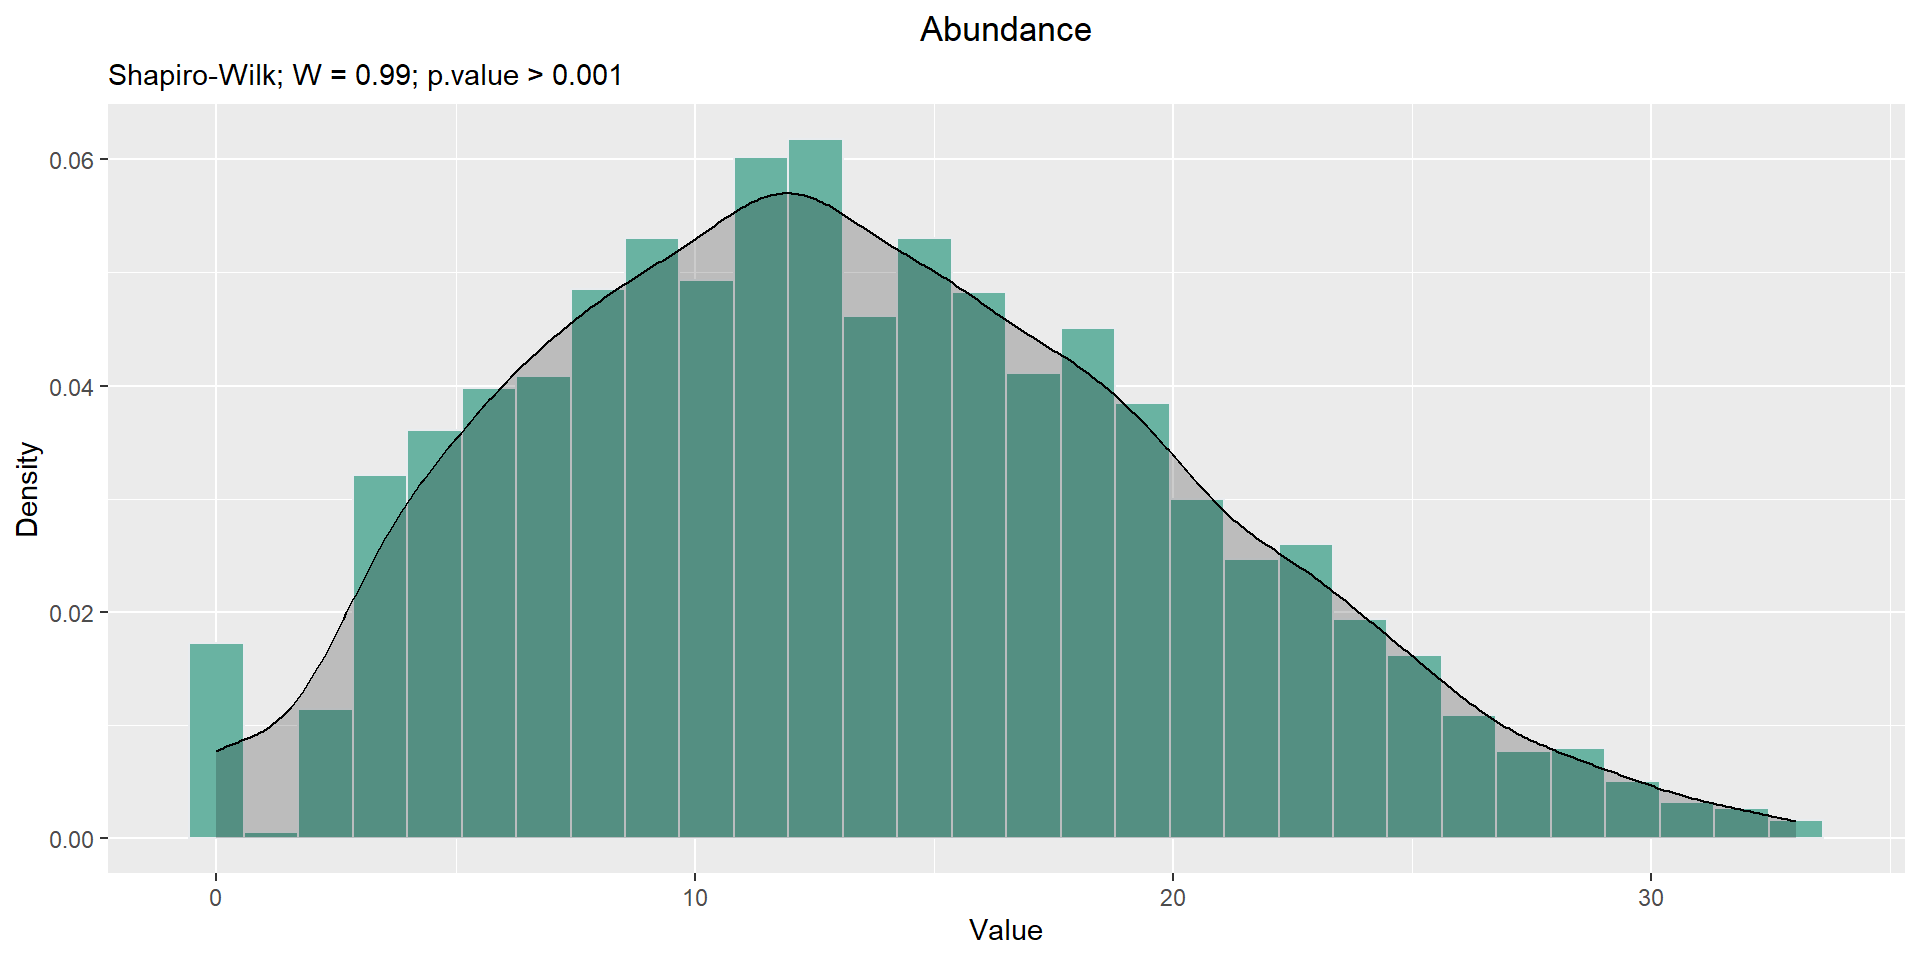 Abundance
Shapiro-Wilk; W = 0.99; p.value > 0.001
0.06
0.04
0.02
0.00
Density
0 10 20 30
Value